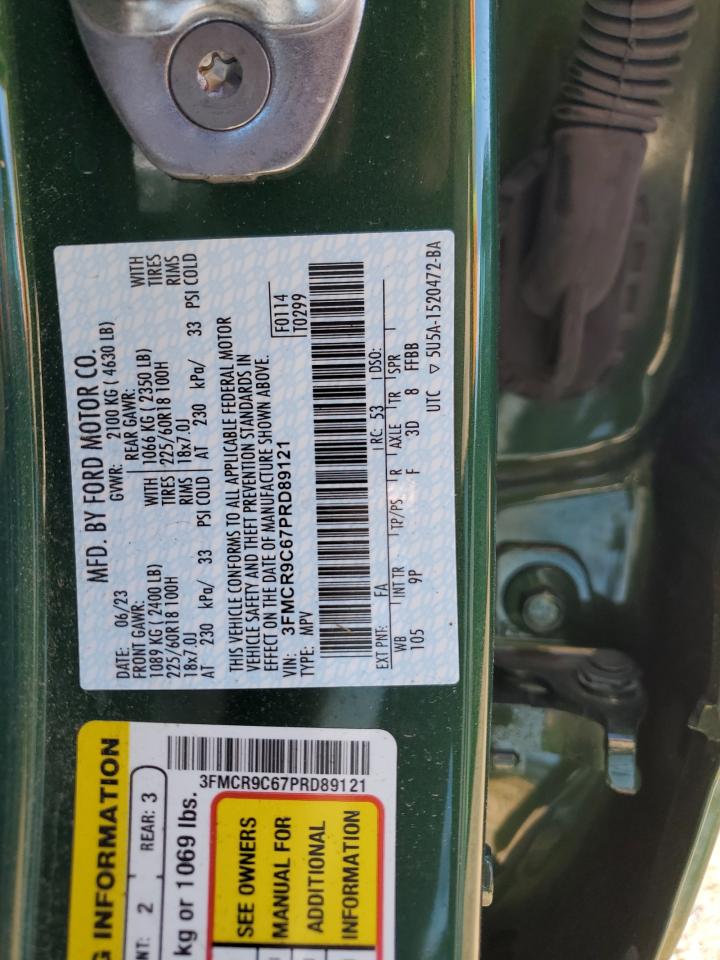 MFD. BY FORD MOTOR CO.
DATE: 06/23
GVWR: 2100 KG ( 4630 LB)
FRONT GAWR:
REAR GAWR:
1089 KG ( 2400 LB) WITH
1066 KG ( 2350 LB) WITH
225/60R18 100H TIRES
225/60R18 100H TIRES
18x7.0J RIMS
18x7.0J RIMS
AT 230 kPa/ 33 PSI COLD
AT 230 kPa/ 33 PSI COLD
THIS VEHICLE CONFORMS TO ALL APPLICABLE FEDERAL MOTOR
VEHICLE SAFETY AND THEFT PREVENTION STANDARDS IN
EFFECT ON THE DATE OF MANUFACTURE SHOWN ABOVE.
VIN: 3FMCR9C67PRD89121
TYPE: MPV
F0114
T0299
EXT PNT: FA RC: 53 DSO:
WB INT TR TP/PS R AXLE TR SPR
105 9P F 3D 8 FFBB
UTC ▽ 5U5A-1520472-BA
G INFORMATION
NT: 2 REAR: 3
kg or 1069 lbs.
3FMCR9C67PRD89121
SEE OWNERS
MANUAL FOR
ADDITIONAL
INFORMATION